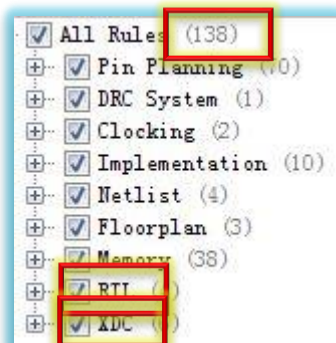 All Rules (138)
Pin Planning (70)
DRC System (1)
Clocking (2)
Implementation (10)
Netlist (4)
Floorplan (3)
Memory (38)
RTL
XDC